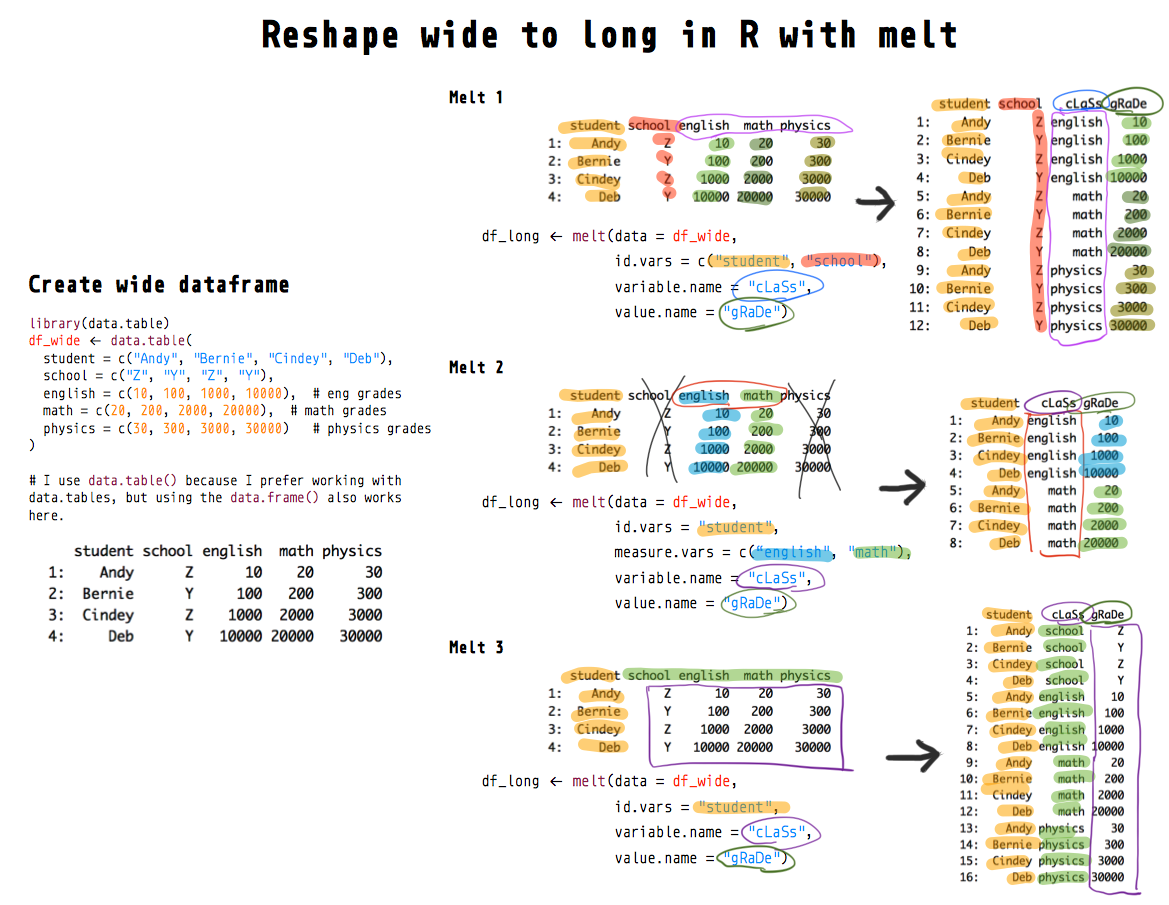 Reshape wide to long in R with melt
Create wide dataframe
library(data.table)
df_wide ← data.table(
student = c("Andy", "Bernie", "Cindey", "Deb"),
school = c("Z", "Y", "Z", "Y"),
english = c(10, 100, 1000, 10000),  # eng grades
math = c(20, 200, 2000, 20000),  # math grades
physics = c(30, 300, 3000, 30000)  # physics grades
)
# I use data.table() because I prefer working with
data.tables, but using the data.frame() also works
here.
student school english math physics
1: Andy Z 10 20 30
2: Bernie Y 100 200 300
3: Cindey Z 1000 2000 3000
4: Deb Y 10000 20000 30000
Melt 1
student school english math physics
1: Andy Z 10 20 30
2: Bernie Y 100 200 300
3: Cindey Z 1000 2000 3000
4: Deb Y 10000 20000 30000
df_long ← melt(data = df_wide,
id.vars = c("student", "school"),
variable.name = "cLaSs",
value.name = "gRaDe")
student school cLaSs gRaDe
1: Andy Z english 10
2: Bernie Y english 100
3: Cindey Z english 1000
4: Deb Y english 10000
5: Andy Z math 20
6: Bernie Y math 200
7: Cindey Z math 2000
8: Deb Y math 20000
9: Andy Z physics 30
10: Bernie Y physics 300
11: Cindey Z physics 3000
12: Deb Y physics 30000
Melt 2
student school english math physics
1: Andy Z 10 20 30
2: Bernie Y 100 200 300
3: Cindey Z 1000 2000 3000
4: Deb Y 10000 20000 30000
df_long ← melt(data = df_wide,
id.vars = "student",
measure.vars = c(“english", "math"),
variable.name = "cLaSs",
value.name = "gRaDe")
student cLaSs gRaDe
1: Andy english 10
2: Bernie english 100
3: Cindey english 1000
4: Deb english 10000
5: Andy math 20
6: Bernie math 200
7: Cindey math 2000
8: Deb math 20000
Melt 3
student school english math physics
1: Andy Z 10 20 30
2: Bernie Y 100 200 300
3: Cindey Z 1000 2000 3000
4: Deb Y 10000 20000 30000
df_long ← melt(data = df_wide,
id.vars = "student",
variable.name = "cLaSs",
value.name = "gRaDe")
student cLaSs gRaDe
1: Andy school Z
2: Bernie school Y
3: Cindey school Z
4: Deb school Y
5: Andy english 10
6: Bernie english 100
7: Cindey english 1000
8: Deb english 10000
9: Andy math 20
10: Bernie math 200
11: Cindey math 2000
12: Deb math 20000
13: Andy physics 30
14: Bernie physics 300
15: Cindey physics 3000
16: Deb physics 30000